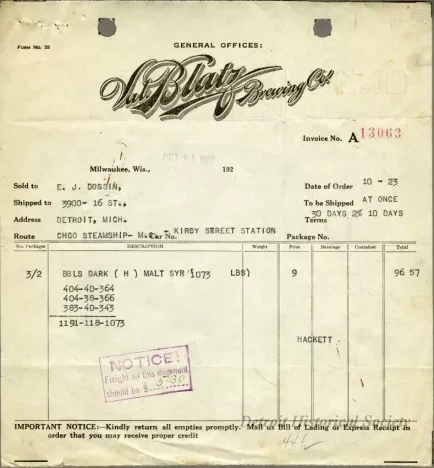 Form No. 55
GENERAL OFFICES:
Val Blatz Brewing Co.
Invoice No. A 13063
Milwaukee, Wis., 192
Sold to E. J. DOSSIN, Date of Order 10 - 23
Shipped to 3900- 16 ST., To be Shipped AT ONCE
Address DETROIT, MICH. Terms 30 DAYS 2% 10 DAYS
Route CHGO STEAMSHIP- M. Car No. - KIRBY STREET STATION Package No.
No. Packages DESCRIPTION Weight Price Beverage Container Total
3/2 BBLS DARK ( H ) MALT SYR 1073 LBS) 9 96 57
404-40-364
404-38-366
383-40-343
1191-118-1073
HACKETT
NOTICE!
Freight on this shipment
should be $
IMPORTANT NOTICE:—Kindly return all empties promptly. Mail us Bill of Lading or Express Receipt in
order that you may receive proper credit
Detroit Historical Society